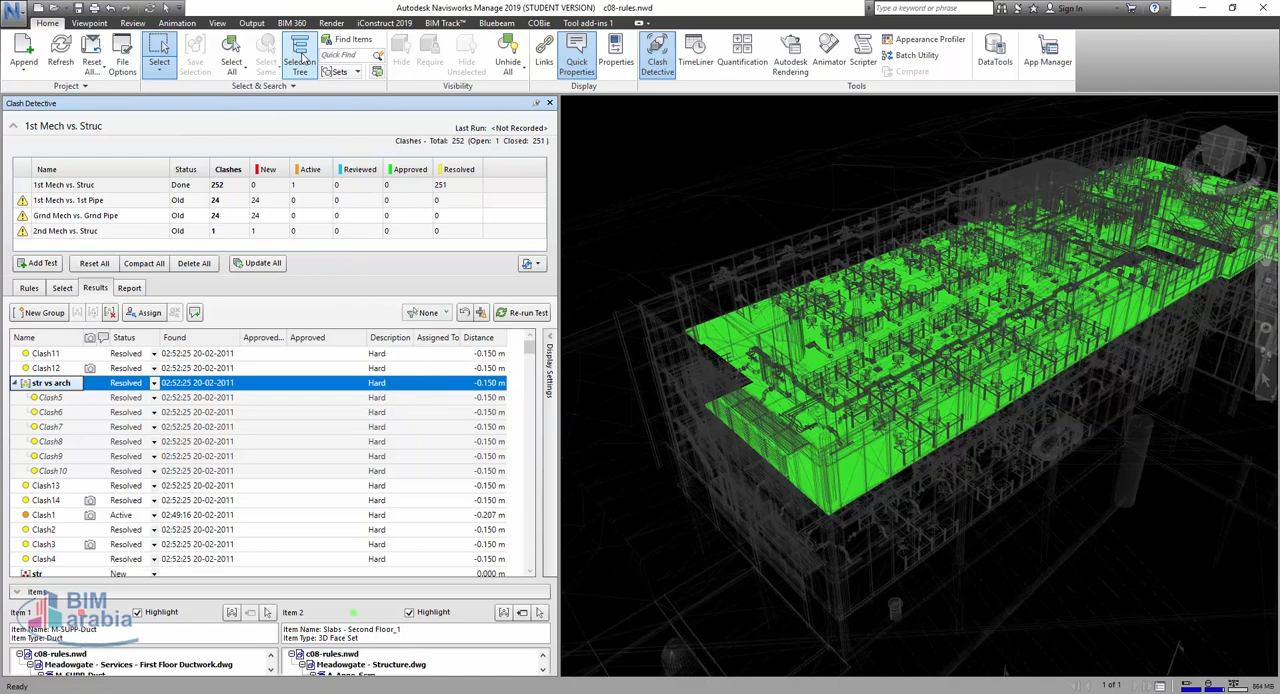 Autodesk Navisworks Manage 2019 (STUDENT VERSION) c08-rules.nwd
Type a keyword or phrase
Sign In
Home Viewpoint Review Animation View Output BIM 360 Render iConstruct 2019 BIM Track™ Bluebeam COBie Tool add-ins 1
Append
Refresh
Reset All...
File Options
Select
Save Selection
Select All
Select Same
Selection Tree
Find Items
Quick Find
Sets
Hide
Require
Hide Unselected
Unhide All
Links
Quick Properties
Properties
Clash Detective
TimeLiner
Quantification
Autodesk Rendering
Animator
Scripter
Appearance Profiler
Batch Utility
Compare
DataTools
App Manager
Project Select & Search Visibility Display Tools
Clash Detective
1st Mech vs. Struc
Last Run: <Not Recorded>
Clashes - Total: 252 (Open: 1 Closed: 251)
Name Status Clashes New Active Reviewed Approved Resolved
1st Mech vs. Struc Done 252 0 1 0 0 251
1st Mech vs. 1st Pipe Old 24 24 0 0 0 0
Grnd Mech vs. Grnd Pipe Old 24 24 0 0 0 0
2nd Mech vs. Struc Old 1 1 0 0 0 0
Add Test Reset All Compact All Delete All Update All
Rules Select Results Report
New Group Assign None Re-run Test
Name Status Found Approved... Approved Description Assigned To Distance
Clash11 Resolved 02:52:25 20-02-2011 Hard -0.150 m
Clash12 Resolved 02:52:25 20-02-2011 Hard -0.150 m
str vs arch Resolved 02:52:25 20-02-2011 Hard -0.150 m
Clash5 Resolved 02:52:25 20-02-2011 Hard -0.150 m
Clash6 Resolved 02:52:25 20-02-2011 Hard -0.150 m
Clash7 Resolved 02:52:25 20-02-2011 Hard -0.150 m
Clash8 Resolved 02:52:25 20-02-2011 Hard -0.150 m
Clash9 Resolved 02:52:25 20-02-2011 Hard -0.150 m
Clash10 Resolved 02:52:25 20-02-2011 Hard -0.150 m
Clash13 Resolved 02:52:25 20-02-2011 Hard -0.150 m
Clash14 Resolved 02:52:25 20-02-2011 Hard -0.150 m
Clash1 Active 02:49:16 20-02-2011 Hard -0.207 m
Clash2 Resolved 02:52:25 20-02-2011 Hard -0.150 m
Clash3 Resolved 02:52:25 20-02-2011 Hard -0.150 m
Clash4 Resolved 02:52:25 20-02-2011 Hard -0.150 m
str New 0.000 m
Display Settings
Items
Item 1 Highlight Item 2 Highlight
BIM
arabia
Item Name: M-SUPP-Duct
Item Type: Duct
Item Name: Slabs - Second Floor_1
Item Type: 3D Face Set
c08-rules.nwd
Meadowgate - Services - First Floor Ductwork.dwg
M-SUPP-Duct
c08-rules.nwd
Meadowgate - Structure.dwg
Ready
1 of 1
864 MB